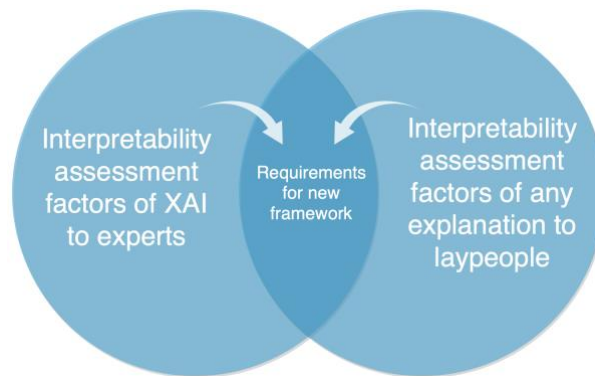 Interpretability
assessment
factors of XAI
to experts
Requirements
for new
framework
Interpretability
assessment
factors of any
explanation to
laypeople